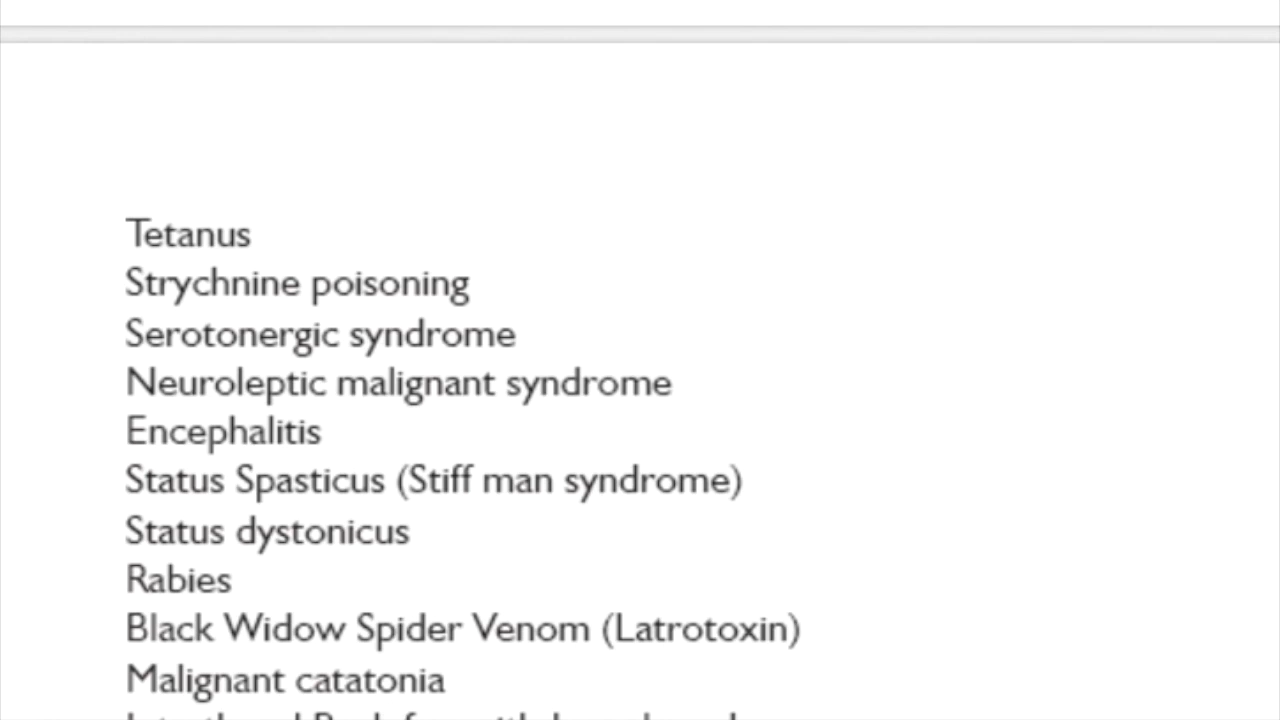 Tetanus
Strychnine poisoning
Serotonergic syndrome
Neuroleptic malignant syndrome
Encephalitis
Status Spasticus (Stiff man syndrome)
Status dystonicus
Rabies
Black Widow Spider Venom (Latrotoxin)
Malignant catatonia